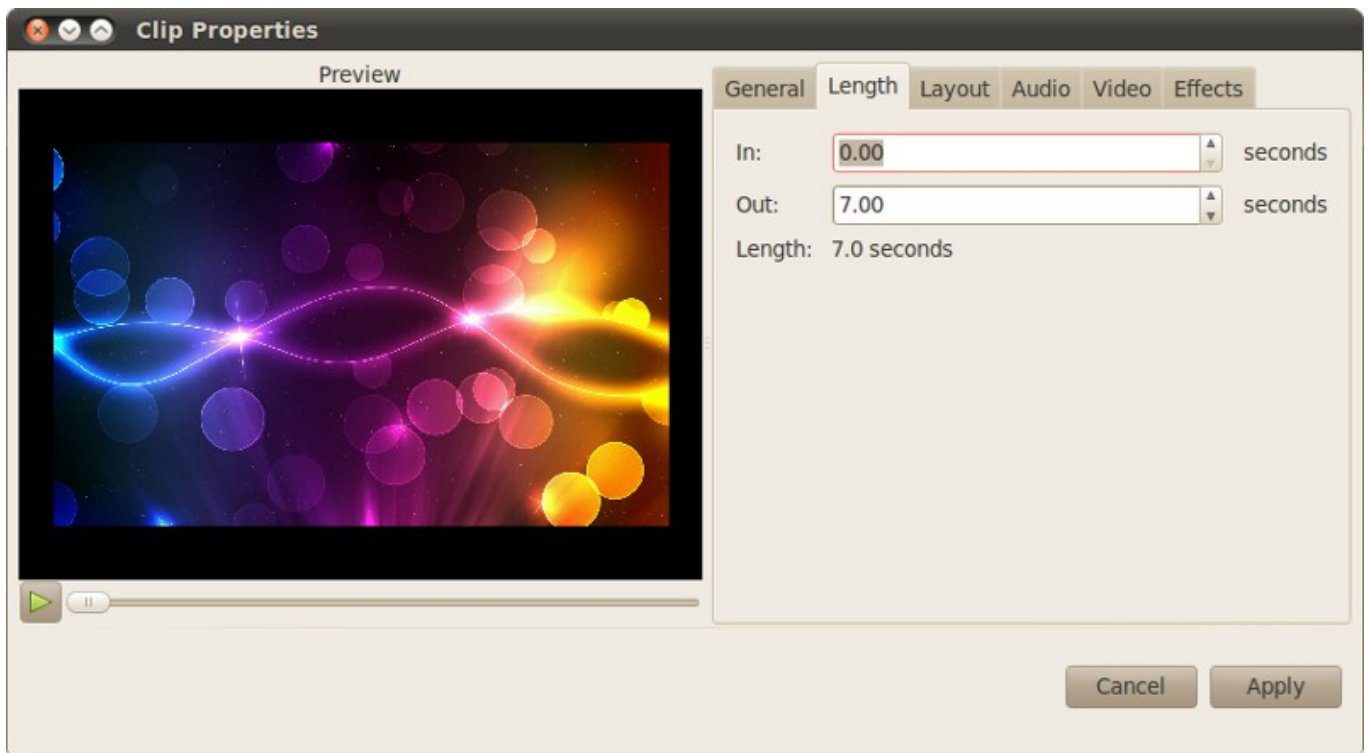 Clip Properties
Preview
General Length Layout Audio Video Effects
In: 0.00 seconds
Out: 7.00 seconds
Length: 7.0 seconds
Cancel Apply